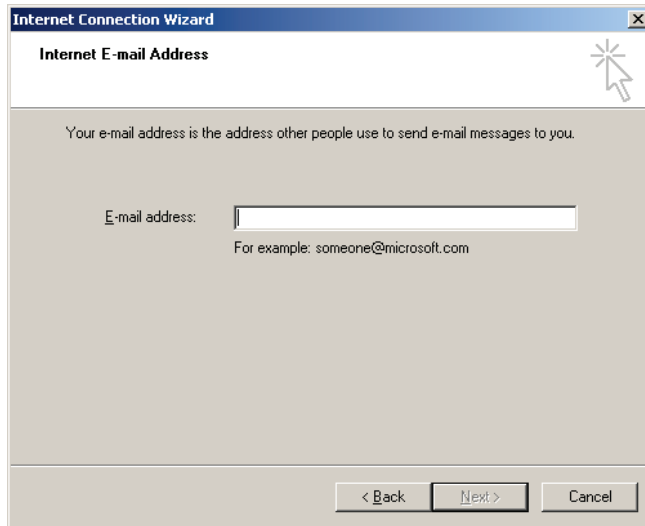 Internet Connection Wizard
Internet E-mail Address
Your e-mail address is the address other people use to send e-mail messages to you.
E-mail address:
For example: someone@microsoft.com
< Back Next > Cancel